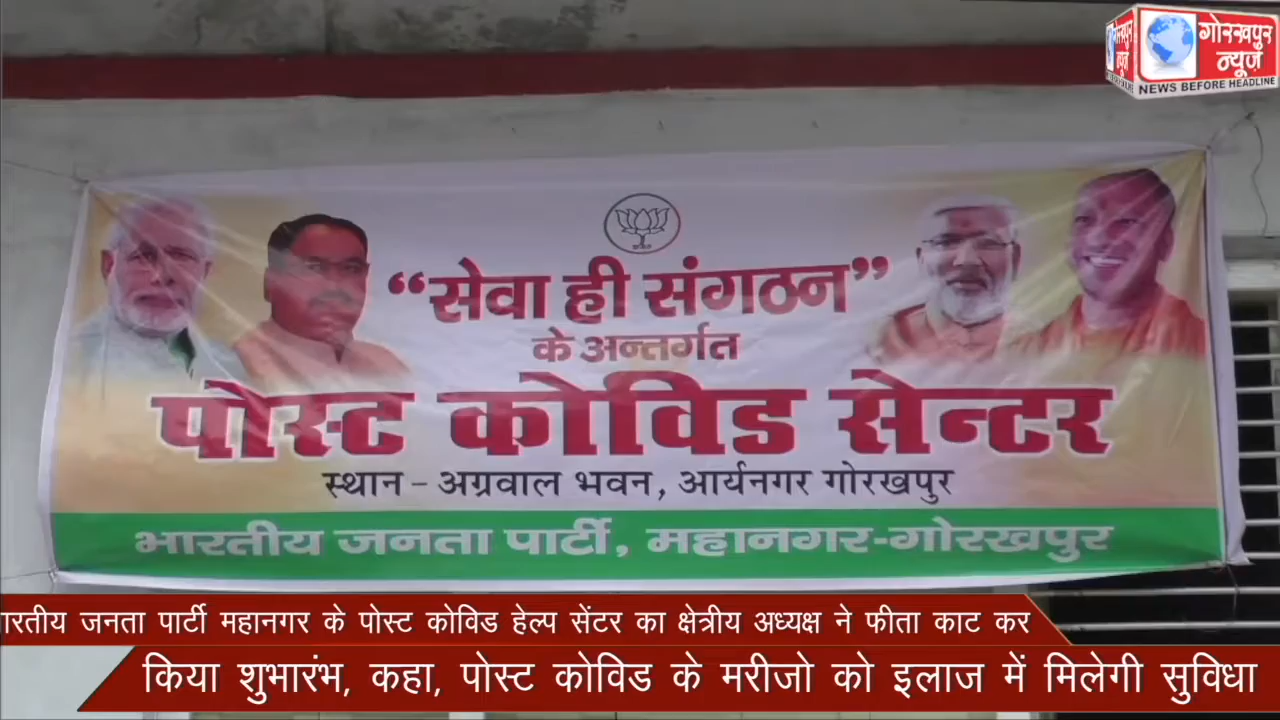 गोरखपुर
न्यूज़
NEWS BEFORE HEADLINE
“सेवा ही संगठन”
के अन्तर्गत
पोस्ट कोविड सेन्टर
स्थान - अग्रवाल भवन, आर्यनगर गोरखपुर
भारतीय जनता पार्टी, महानगर-गोरखपुर
जनता पार्टी महानगर के पोस्ट कोविड हेल्प सेंटर का क्षेत्रीय अध्यक्ष ने फीता काट कर
किया शुभारंभ, कहा, पोस्ट कोविड के मरीजो को इलाज में मिलेगी सुविधा